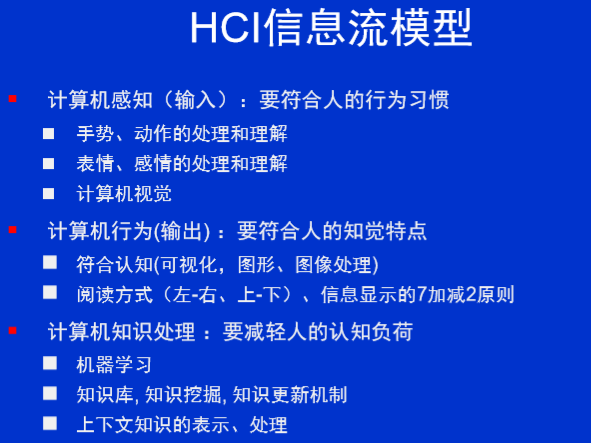 HCI信息流模型
计算机感知（输入）：要符合人的行为习惯
手势、动作的处理和理解
表情、感情的处理和理解
计算机视觉
计算机行为(输出)：要符合人的知觉特点
符合认知(可视化，图形、图像处理)
阅读方式（左-右、上-下）、信息显示的7加减2原则
计算机知识处理：要减轻人的认知负荷
机器学习
知识库, 知识挖掘, 知识更新机制
上下文知识的表示、处理